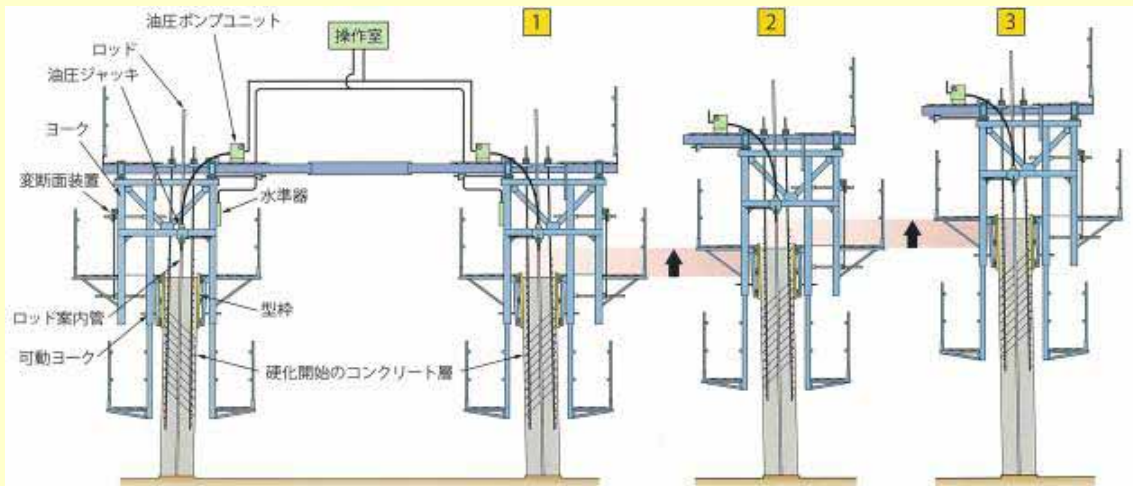 油圧ポンプユニット
操作室
1
2
3
ロッド
油圧ジャッキ
ヨーク
変断面装置
水準器
ロッド案内管
型枠
可動ヨーク
硬化開始のコンクリート層